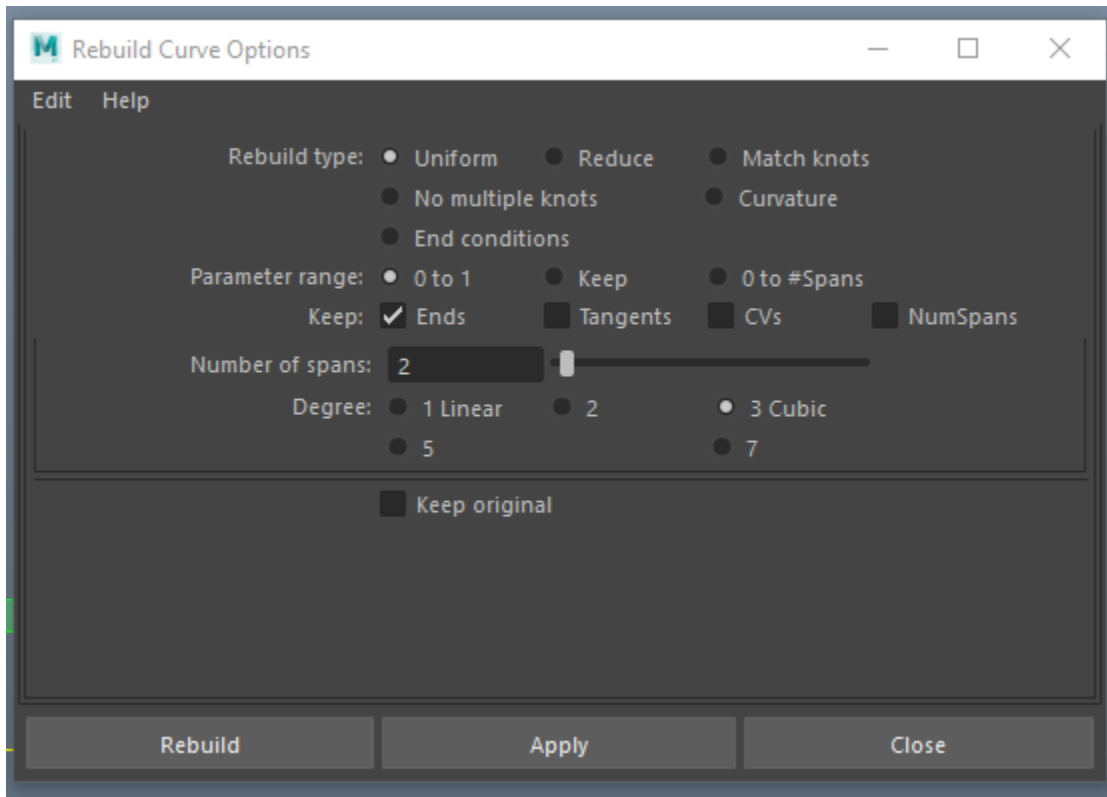 M Rebuild Curve Options
Edit Help
Rebuild type: Uniform Reduce Match knots
No multiple knots Curvature
End conditions
Parameter range: 0 to 1 Keep 0 to #Spans
Keep: Ends Tangents CVs NumSpans
Number of spans: 2
Degree: 1 Linear 2 3 Cubic
5 7
Keep original
Rebuild Apply Close